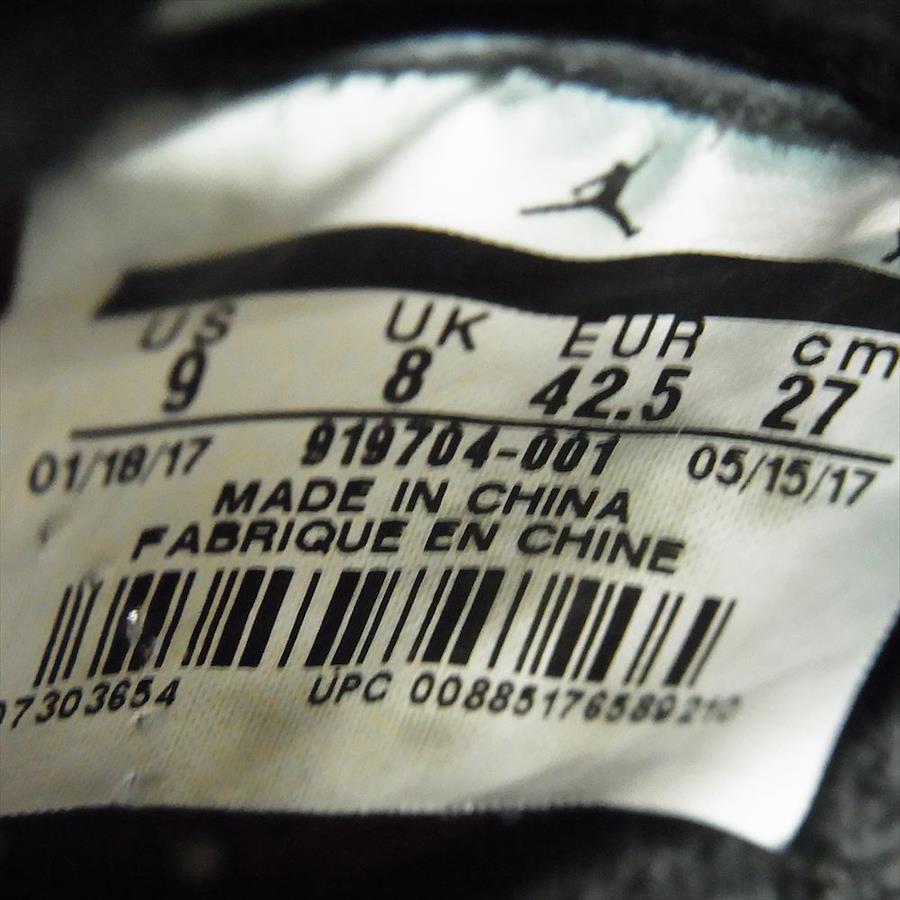 US UK EUR cm
9 8 42.5 27
01/18/17 919704-001 05/15/17
MADE IN CHINA
FABRIQUE EN CHINE
07303654 UPC 00885176589210